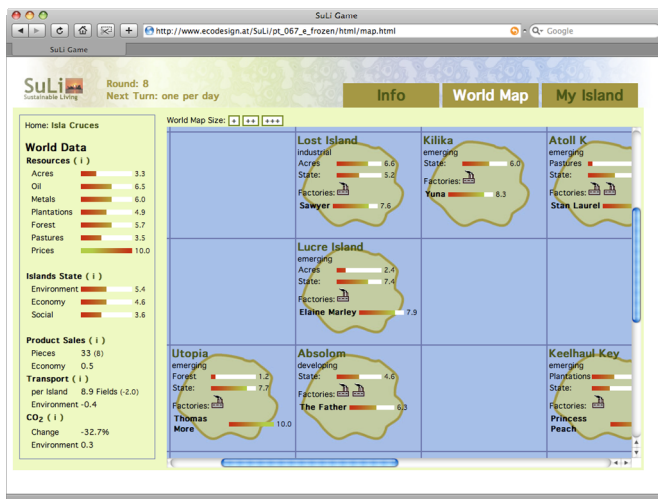 SuLi Game
http://www.ecodesign.at/SuLi/pt_067_e_frozen/html/map.html
Google
SuLi Game
SuLi
Sustainable Living
Round: 8
Next Turn: one per day
Info
World Map
My Island
Home: Isla Cruces
World Data
Resources ( i )
Acres 3.3
Oil 6.5
Metals 6.0
Plantations 4.9
Forest 5.7
Pastures 3.5
Prices 10.0
Islands State ( i )
Environment 5.4
Economy 4.6
Social 3.6
Product Sales ( i )
Pieces 33 (8)
Economy 0.5
Transport ( i )
per Island 8.9 Fields (-2.0)
Environment -0.4
CO2 ( i )
Change -32.7%
Environment 0.3
World Map Size: + ++ +++
Lost Island
industrial
Acres 6.6
State: 5.2
Factories:
Sawyer 7.6
Kilika
emerging
State: 6.0
Factories:
Yuna 8.3
Atoll K
emerging
Pastures
State:
Factories:
Stan Laurel
Lucre Island
emerging
Acres 2.4
State: 7.4
Factories:
Elaine Marley 7.9
Utopia
emerging
Forest 1.2
State: 7.7
Factories:
Thomas
More 10.0
Absolom
developing
State: 4.6
Factories:
The Father 6.3
Keelhaul Key
emerging
Plantations
State:
Factories:
Princess
Peach